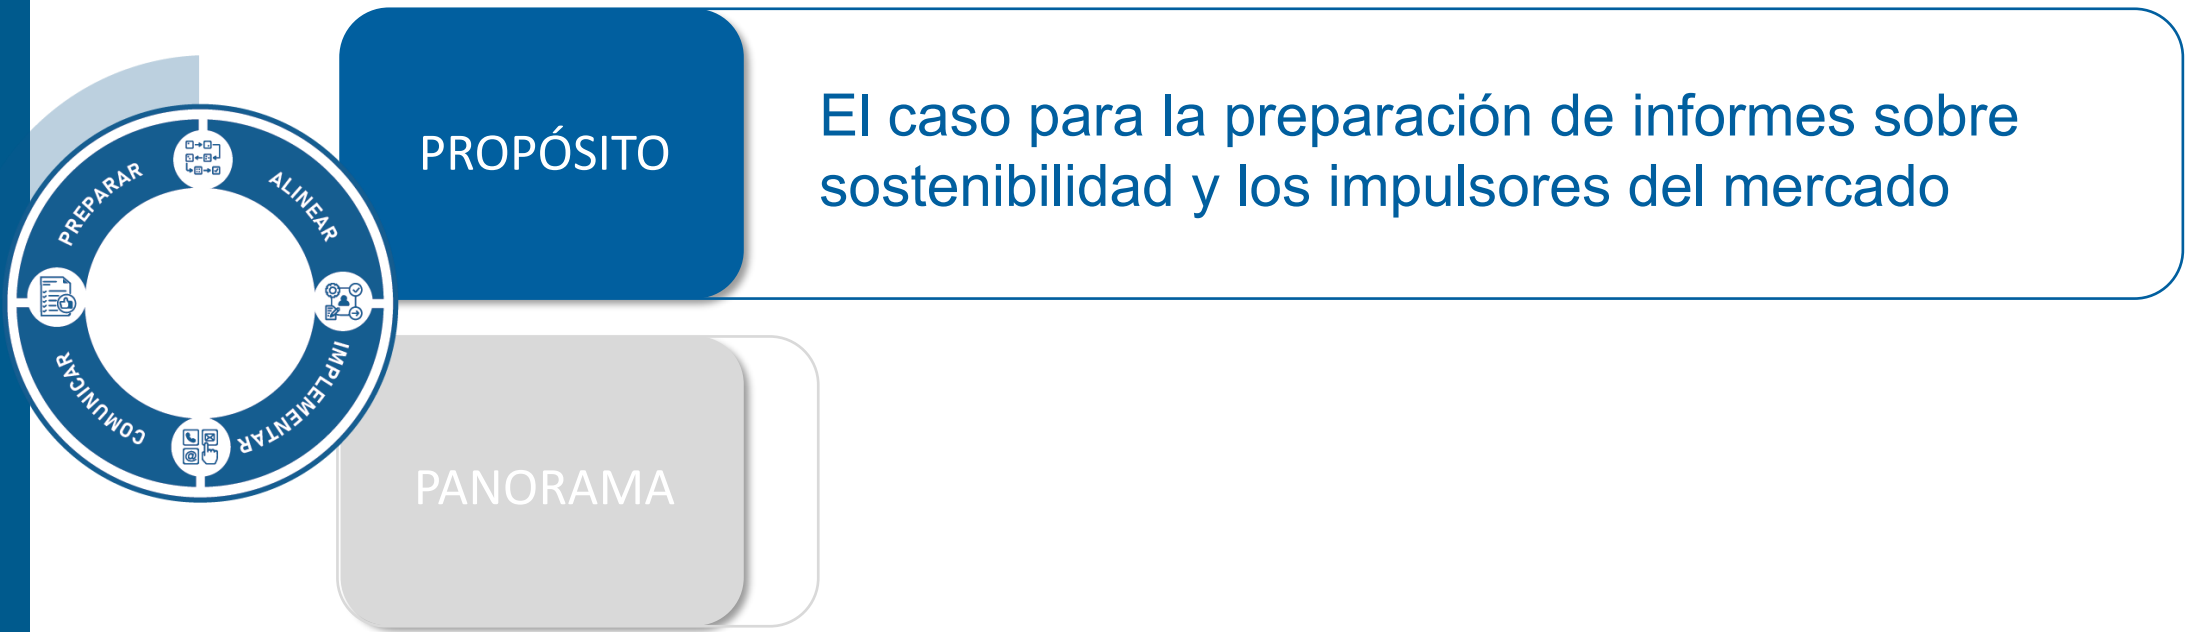 PREPARAR
ALINEAR
IMPLEMENTAR
COMUNICAR
PROPÓSITO
El caso para la preparación de informes sobre
sostenibilidad y los impulsores del mercado
PANORAMA